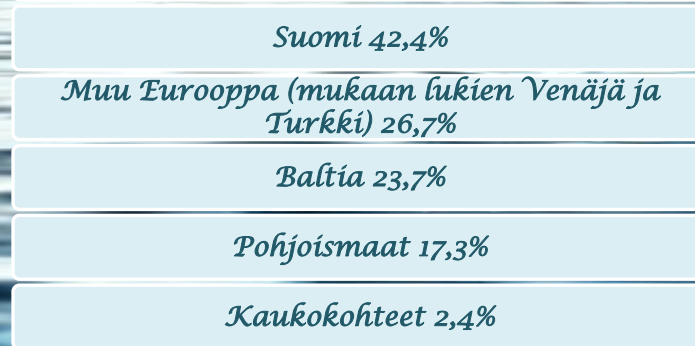 Suomi 42,4%
Muu Eurooppa (mukaan lukien Venäjä ja
Turkki) 26,7%
Baltia 23,7%
Pohjoismaat 17,3%
Kaukokohteet 2,4%